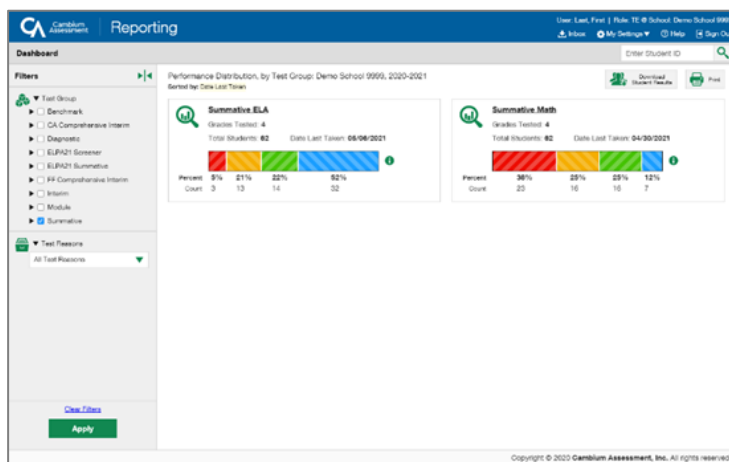 CA Cambium Assessment Reporting
User: Last, First | Role: TE @ School: Demo School 9999
Inbox My Settings ▼ Help Sign Out
Dashboard
Enter Student ID
Filters
Performance Distribution, by Test Group: Demo School 9999, 2020-2021
Sorted by: Date Last Taken
Download Student Results
Print
Test Group
Benchmark
CA Comprehensive Interim
Diagnostic
ELPA21 Screener
ELPA21 Summative
FF Comprehensive Interim
Interim
Module
Summative
Test Reasons
All Test Reasons
Clear Filters
Apply
Summative ELA
Grades Tested: 4
Total Students: 62 Date Last Taken: 05/06/2021
Percent 5% 21% 22% 52%
Count 3 13 14 32
Summative Math
Grades Tested: 4
Total Students: 62 Date Last Taken: 04/30/2021
Percent 38% 25% 25% 12%
Count 23 16 16 7
Copyright © 2020 Cambium Assessment, Inc. All rights reserved